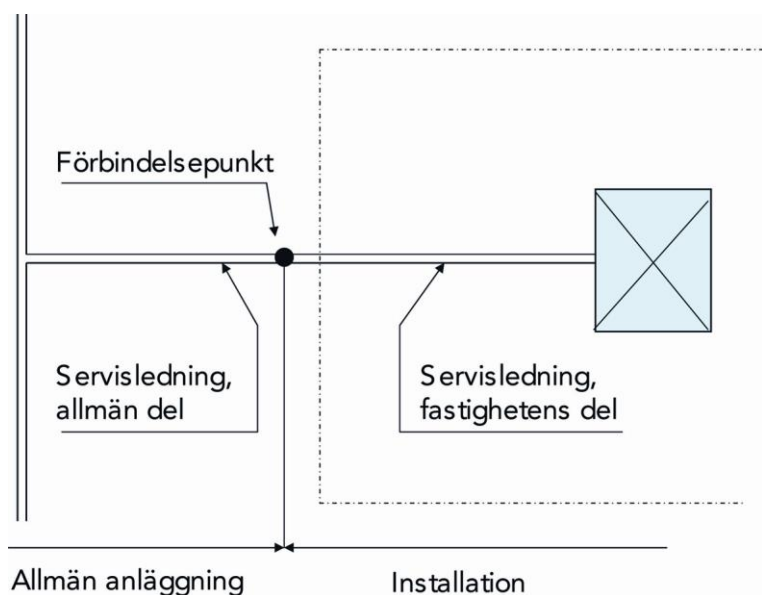 Förbindelsepunkt
Servisledning,
allmän del
Servisledning,
fastighetens del
Allmän anläggning
Installation